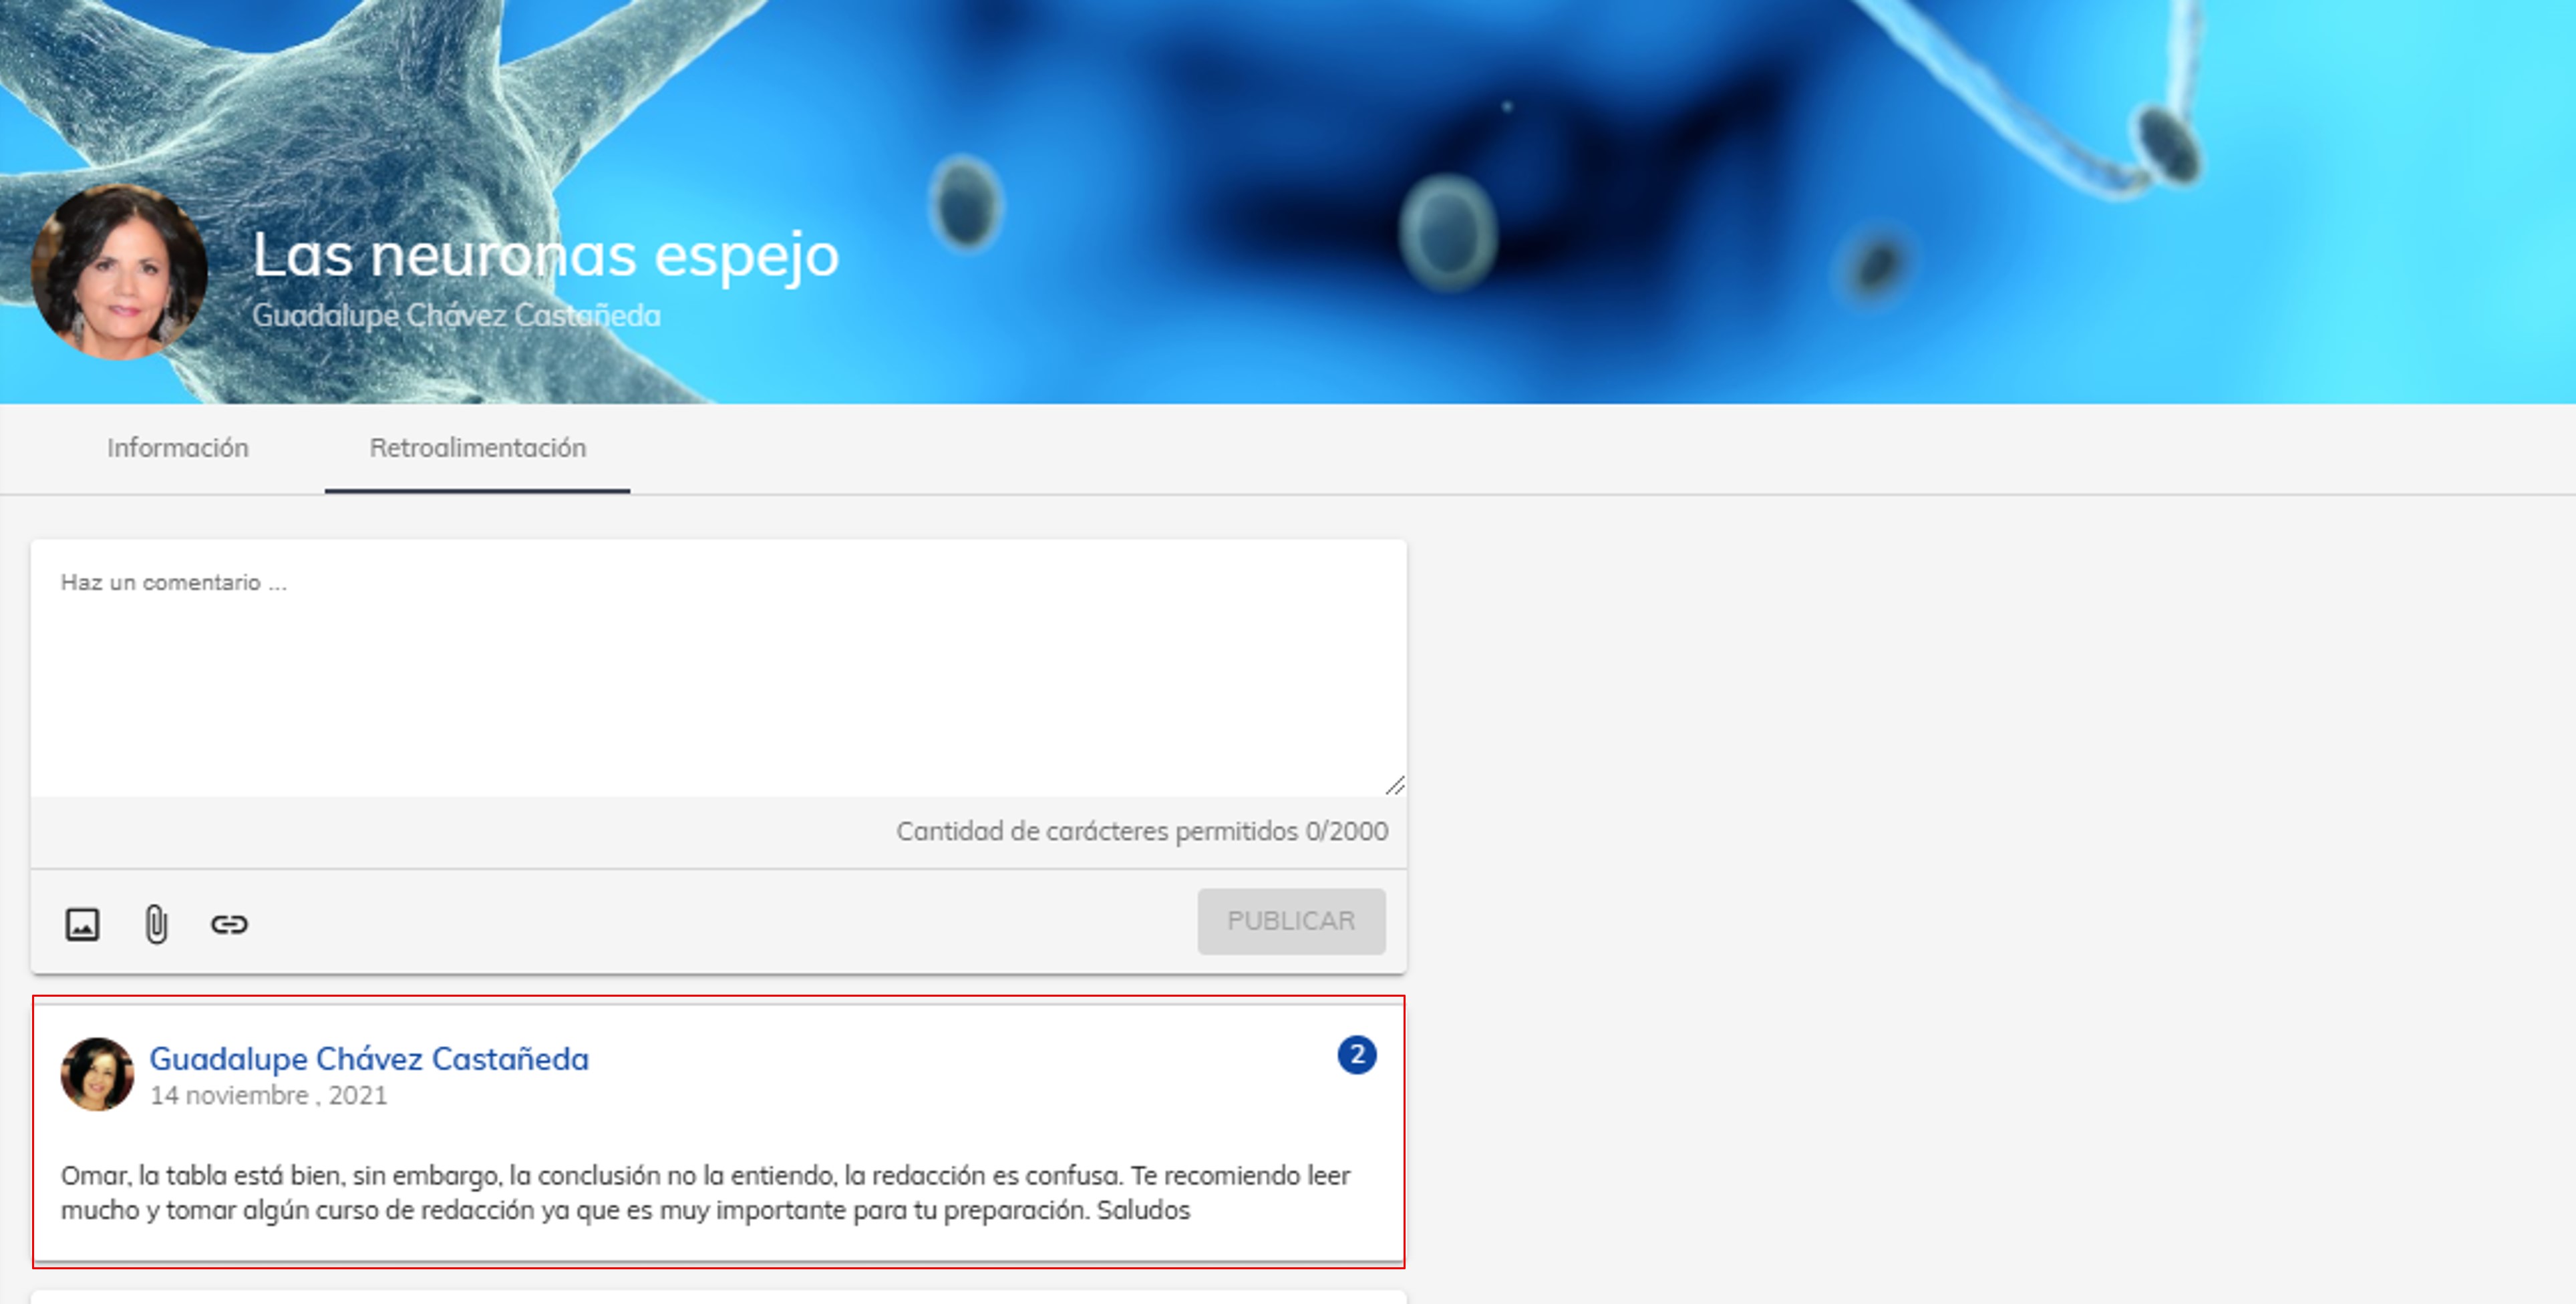 Las neuronas espejo
Guadalupe Chávez Castañeda
Información
Retroalimentación
Haz un comentario ...
Cantidad de carácteres permitidos 0/2000
PUBLICAR
Guadalupe Chávez Castañeda
2
14 noviembre , 2021
Omar, la tabla está bien, sin embargo, la conclusión no la entiendo, la redacción es confusa. Te recomiendo leer
mucho y tomar algún curso de redacción ya que es muy importante para tu preparación. Saludos